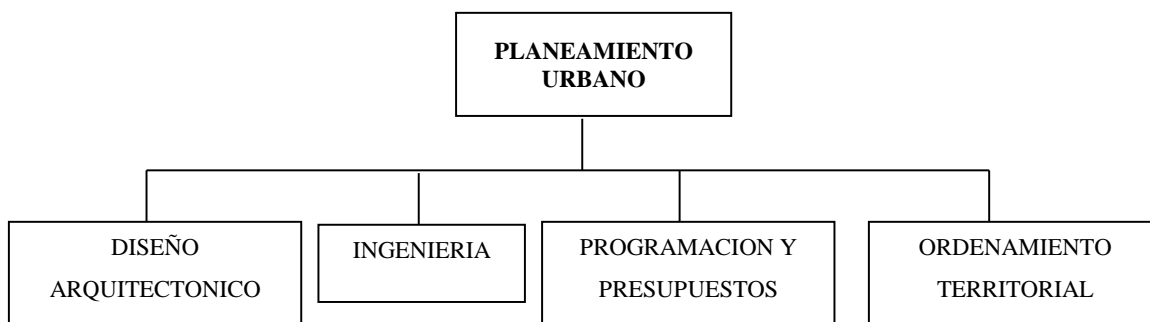 PLANEAMIENTO
URBANO
DISEÑO
ARQUITECTONICO
INGENIERIA
PROGRAMACION Y
PRESUPUESTOS
ORDENAMIENTO
TERRITORIAL